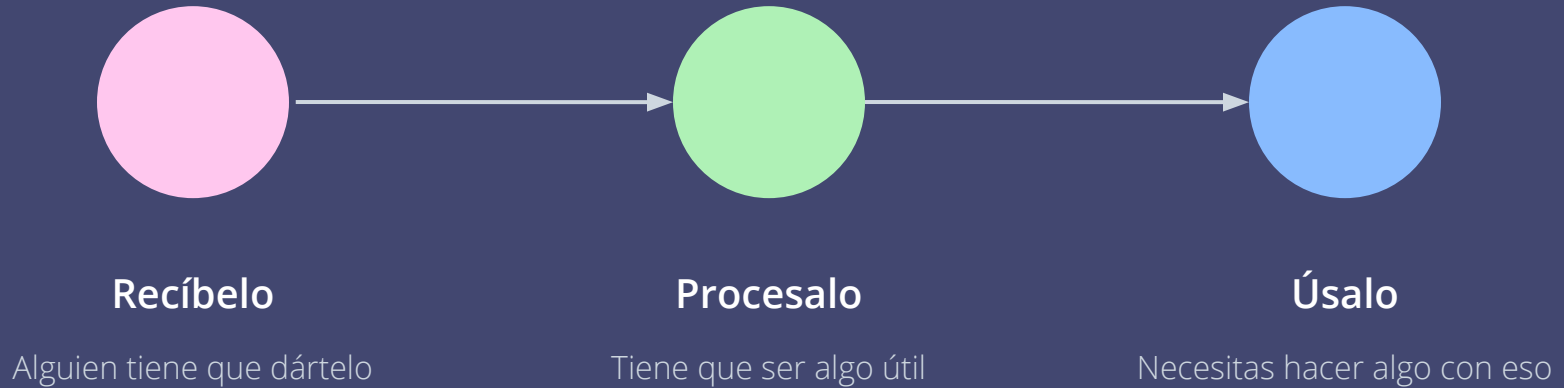 Recíbelo
Procesalo
Úsalo
Alguien tiene que dártelo
Tiene que ser algo útil
Necesitas hacer algo con eso